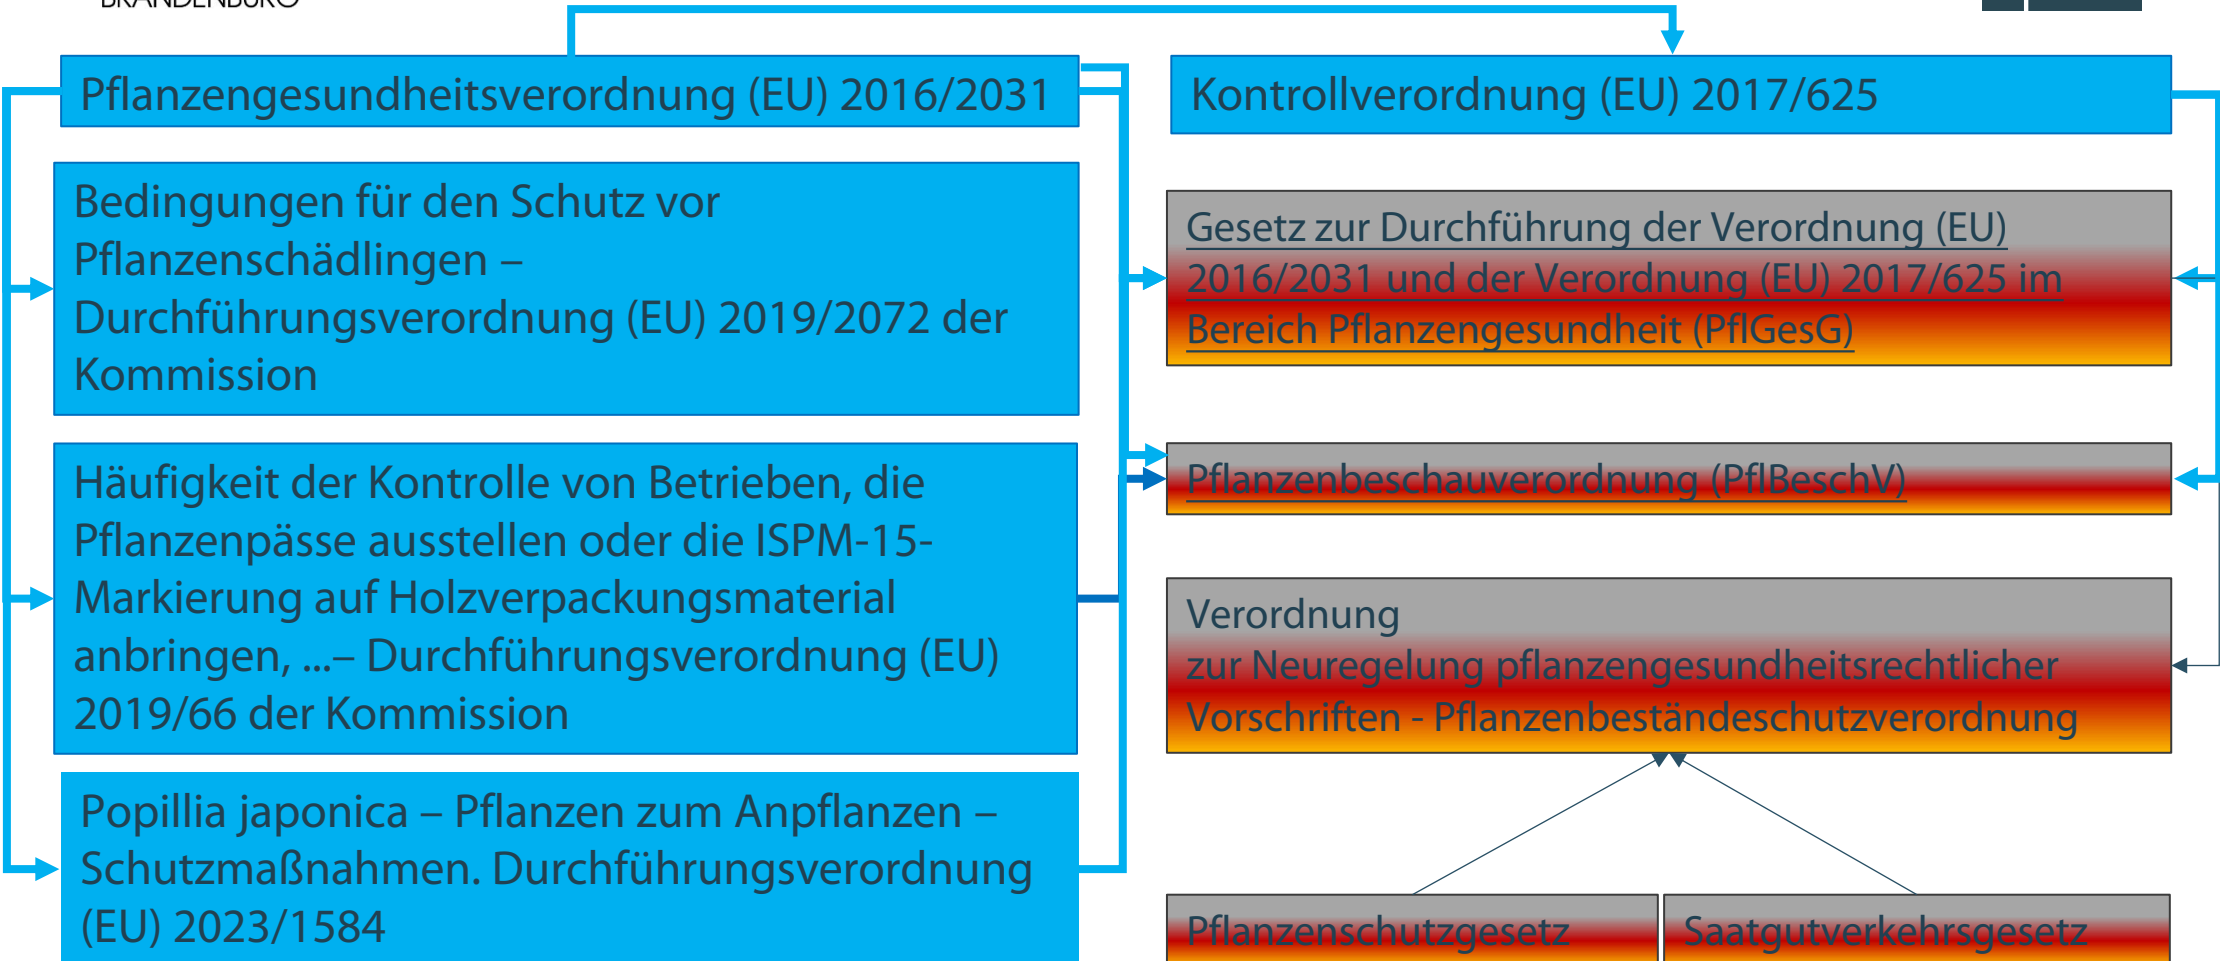 BRANDENBURG
Pflanzengesundheitsverordnung (EU) 2016/2031
Kontrollverordnung (EU) 2017/625
Bedingungen für den Schutz vor
Pflanzenschädlingen –
Durchführungsverordnung (EU) 2019/2072 der
Kommission
Häufigkeit der Kontrolle von Betrieben, die
Pflanzenpässe ausstellen oder die ISPM-15-
Markierung auf Holzverpackungsmaterial
anbringen, ...– Durchführungsverordnung (EU)
2019/66 der Kommission
Popillia japonica – Pflanzen zum Anpflanzen –
Schutzmaßnahmen. Durchführungsverordnung
(EU) 2023/1584
Gesetz zur Durchführung der Verordnung (EU)
2016/2031 und der Verordnung (EU) 2017/625 im
Bereich Pflanzengesundheit (PflGesG)
Pflanzenbeschauverordnung (PflBeschV)
Verordnung
zur Neuregelung pflanzengesundheitsrechtlicher
Vorschriften - Pflanzenbeständeschutzverordnung
Pflanzenschutzgesetz
Saatgutverkehrsgesetz